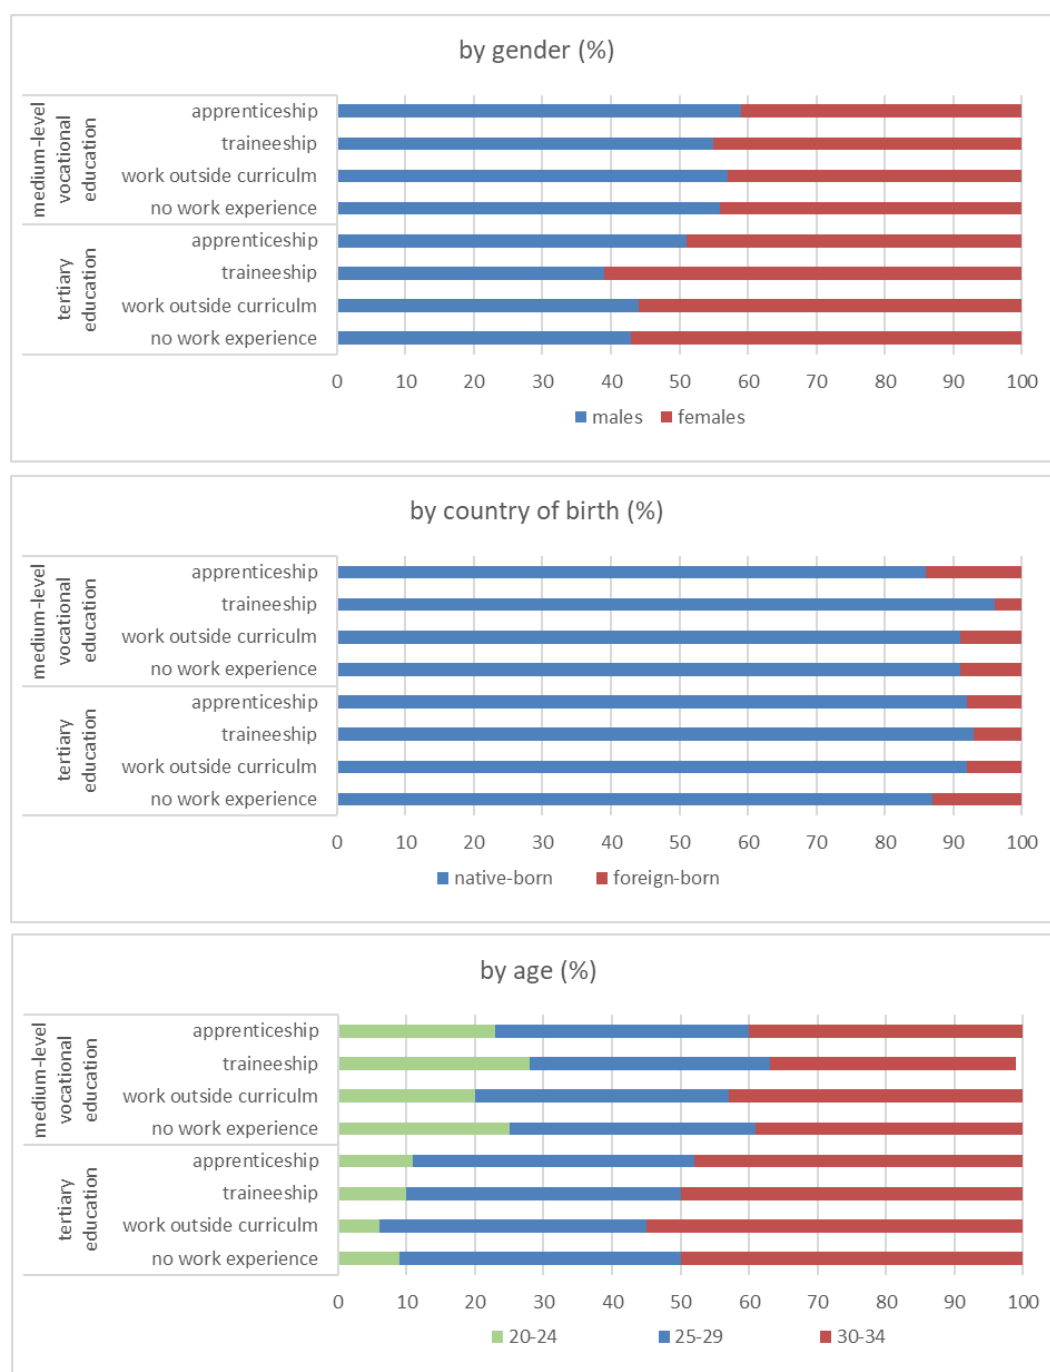 by gender (%)
medium-level
vocational
education
apprenticeship
traineeship
work outside curriculm
no work experience
tertiary
education
apprenticeship
traineeship
work outside curriculm
no work experience
0 10 20 30 40 50 60 70 80 90 100
males females
by country of birth (%)
medium-level
vocational
education
apprenticeship
traineeship
work outside curriculm
no work experience
tertiary
education
apprenticeship
traineeship
work outside curriculm
no work experience
0 10 20 30 40 50 60 70 80 90 100
native-born foreign-born
by age (%)
medium-level
vocational
education
apprenticeship
traineeship
work outside curriculm
no work experience
tertiary
education
apprenticeship
traineeship
work outside curriculm
no work experience
0 10 20 30 40 50 60 70 80 90 100
20-24 25-29 30-34